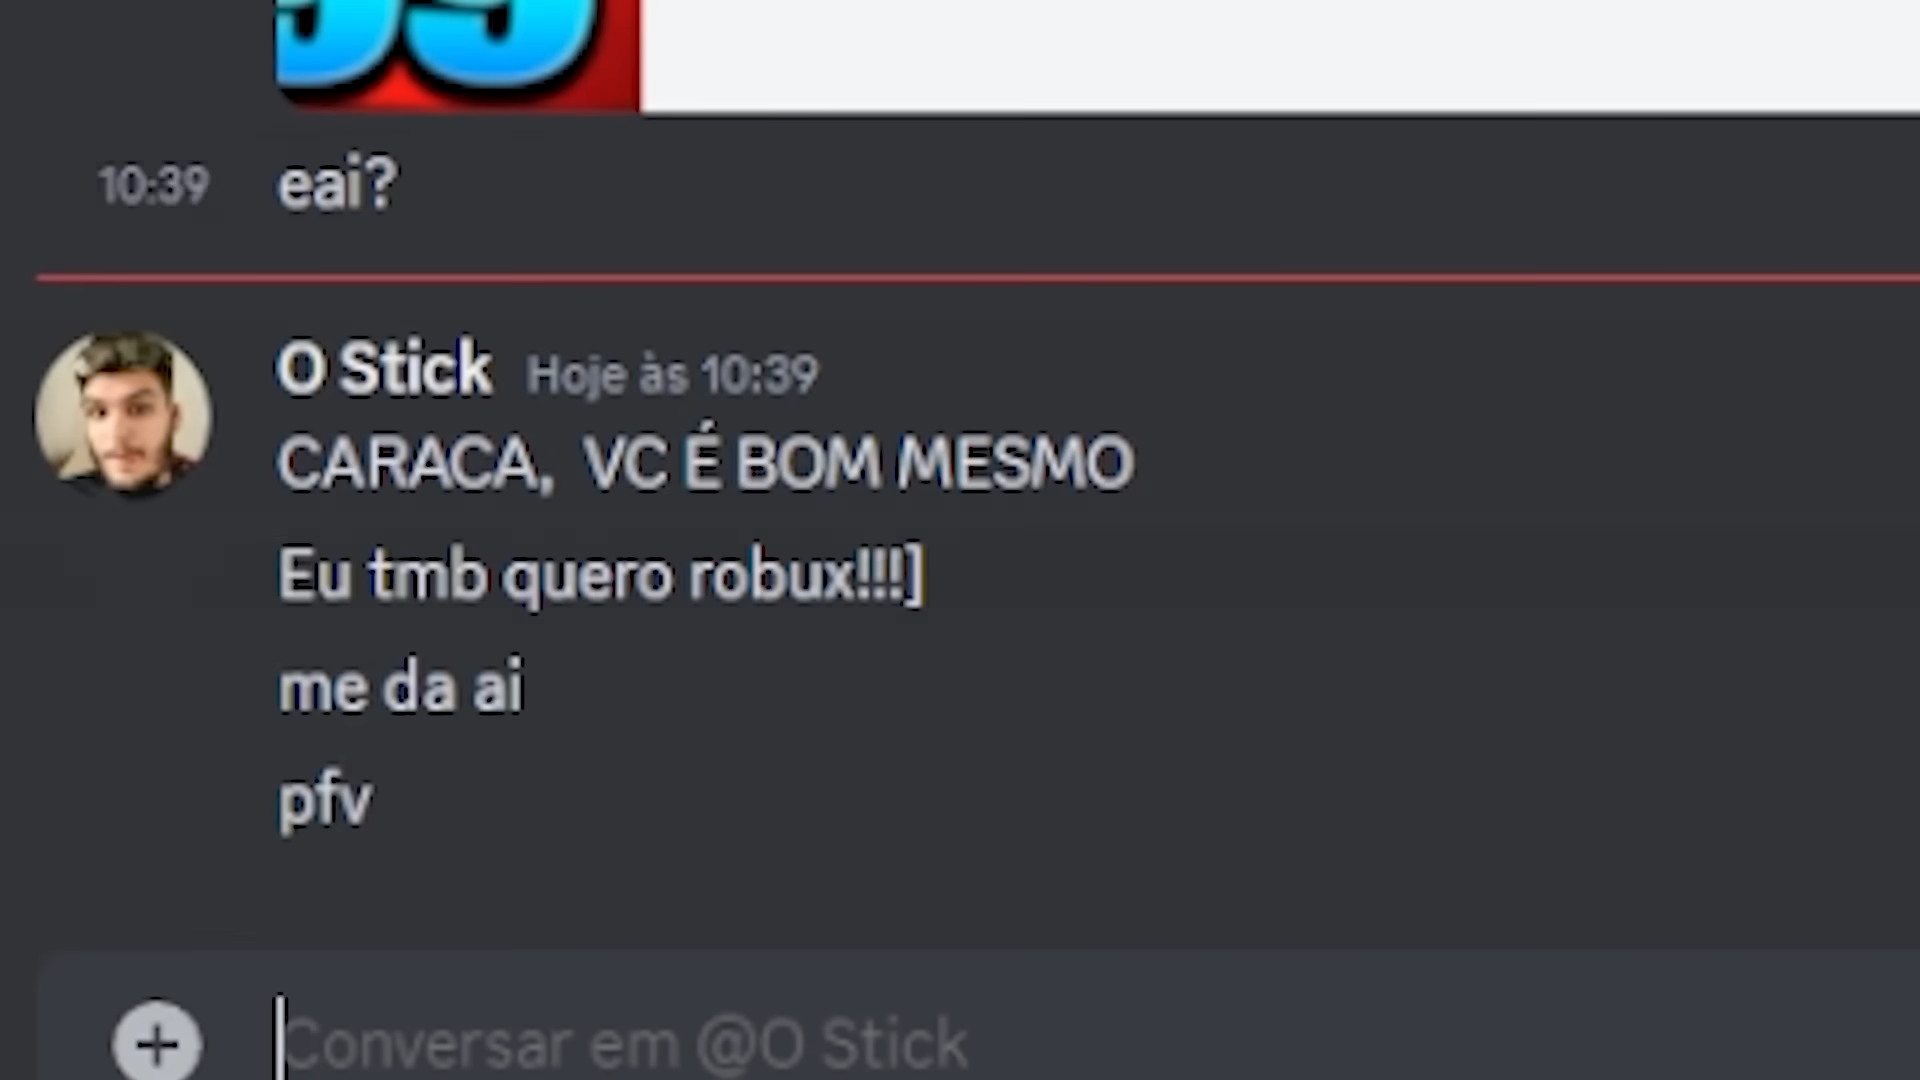 10:39 eai?
O Stick Hoje às 10:39
CARACA, VC É BOM MESMO
Eu tmb quero robux!!!]
me da ai
pfv
Conversar em @O Stick